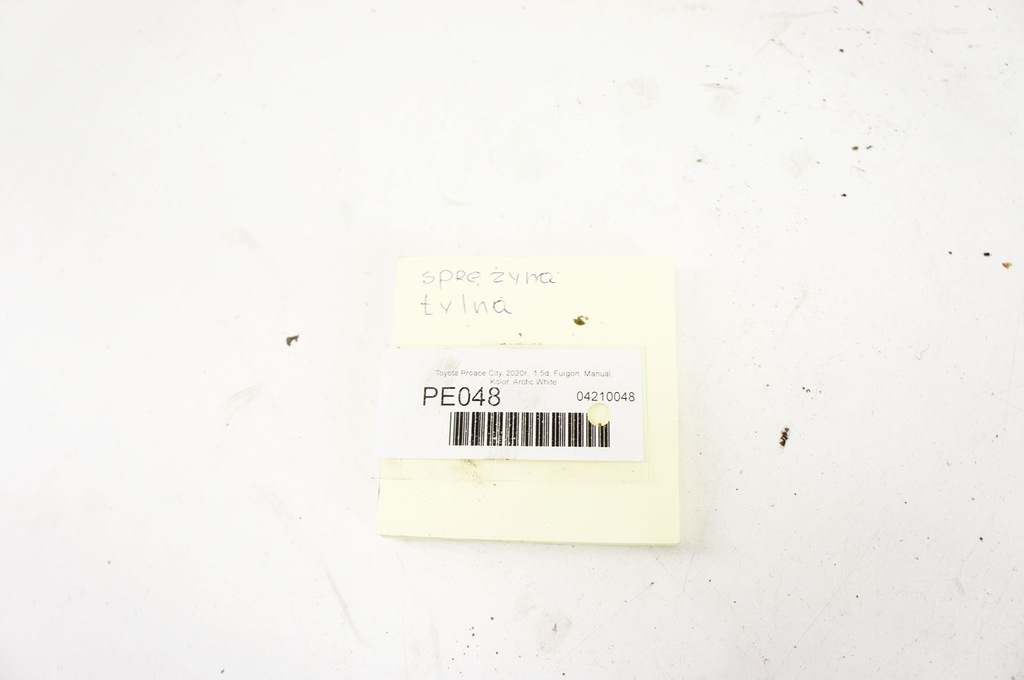 sprężyna
tylna
Toyota Proace City, 2020r., 1,5d, Furgon, Manual,
Kolor: Arctic White
PE048
04210048